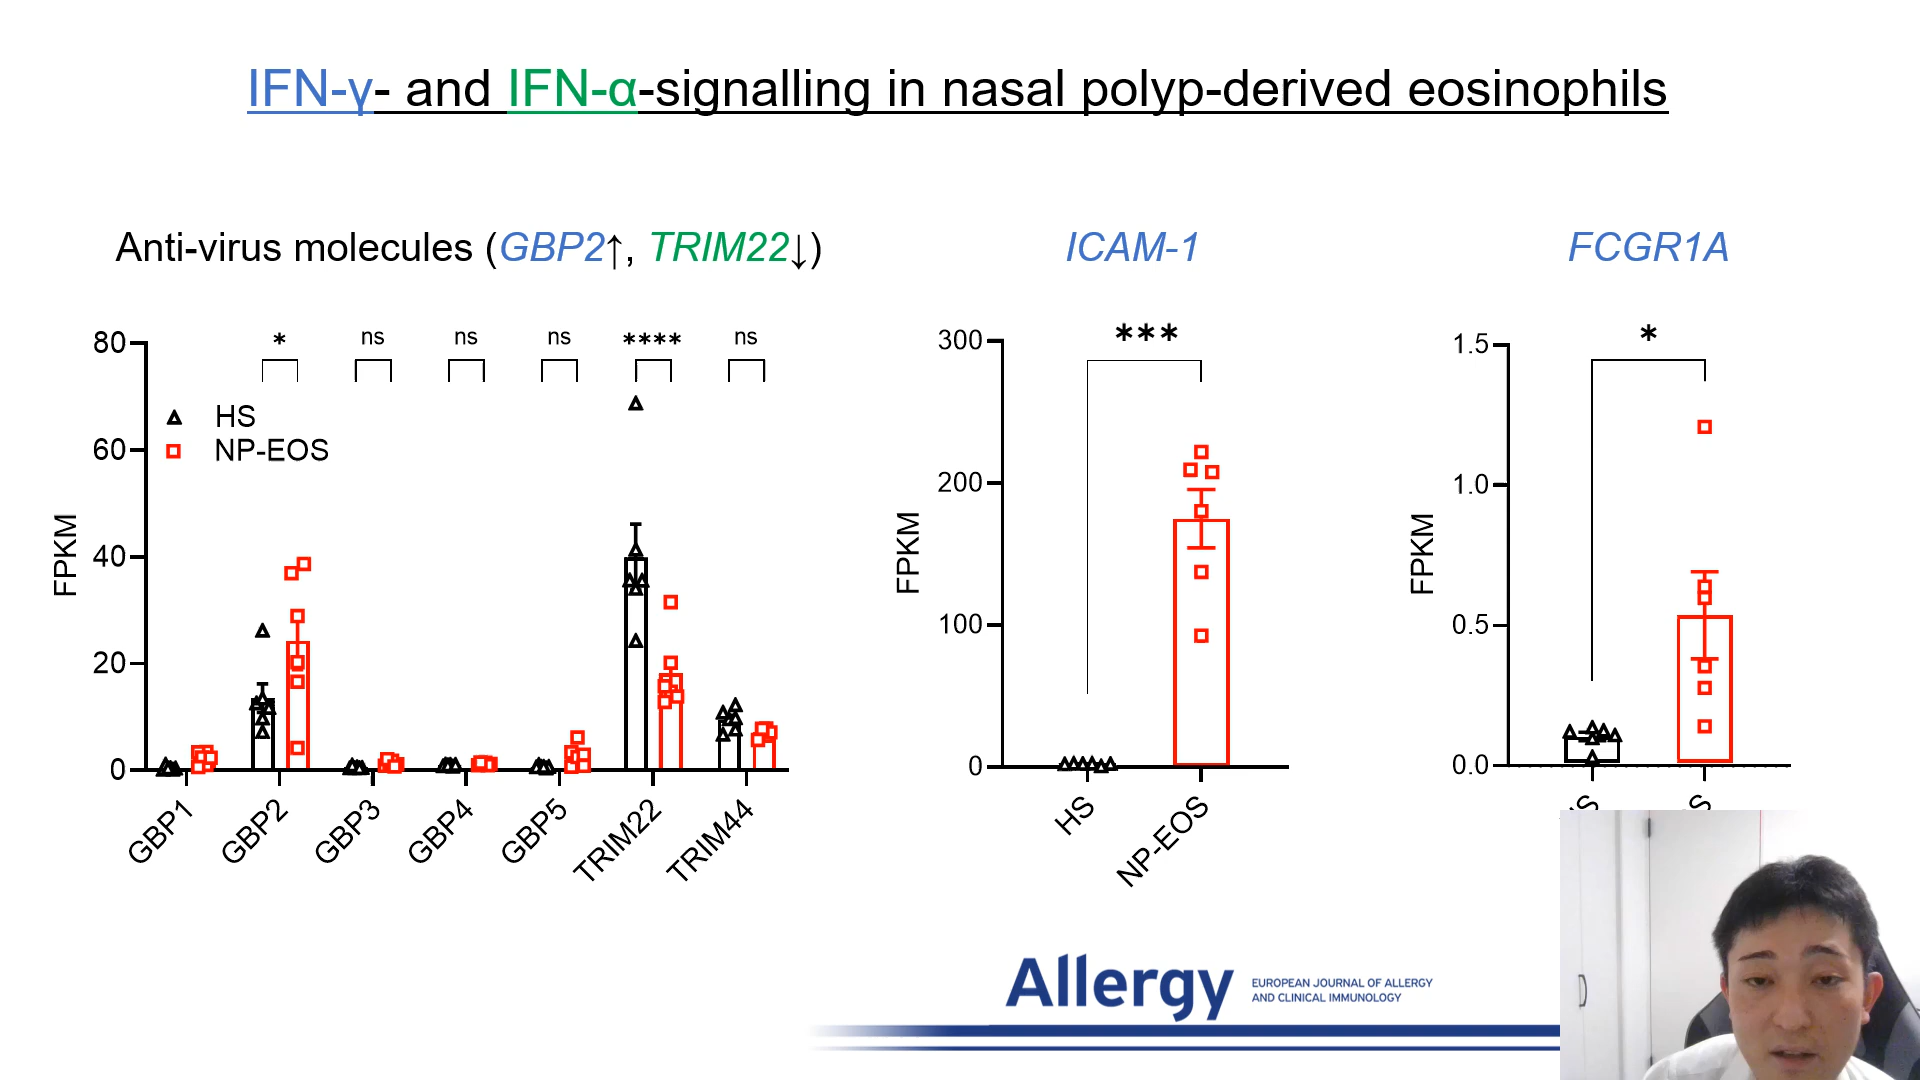 IFN-γ- and IFN-α-signalling in nasal polyp-derived eosinophils
Anti-virus molecules (GBP2↑, TRIM22↓)
80
60
40
20
0
FPKM
* ns ns ns **** ns
HS
NP-EOS
GBP1
GBP2
GBP3
GBP4
GBP5
TRIM22
TRIM44
ICAM-1
300
200
100
0
FPKM
***
HS
NP-EOS
FCGR1A
1.5
1.0
0.5
0.0
FPKM
*
Allergy
EUROPEAN JOURNAL OF ALLERGY
AND CLINICAL IMMUNOLOGY